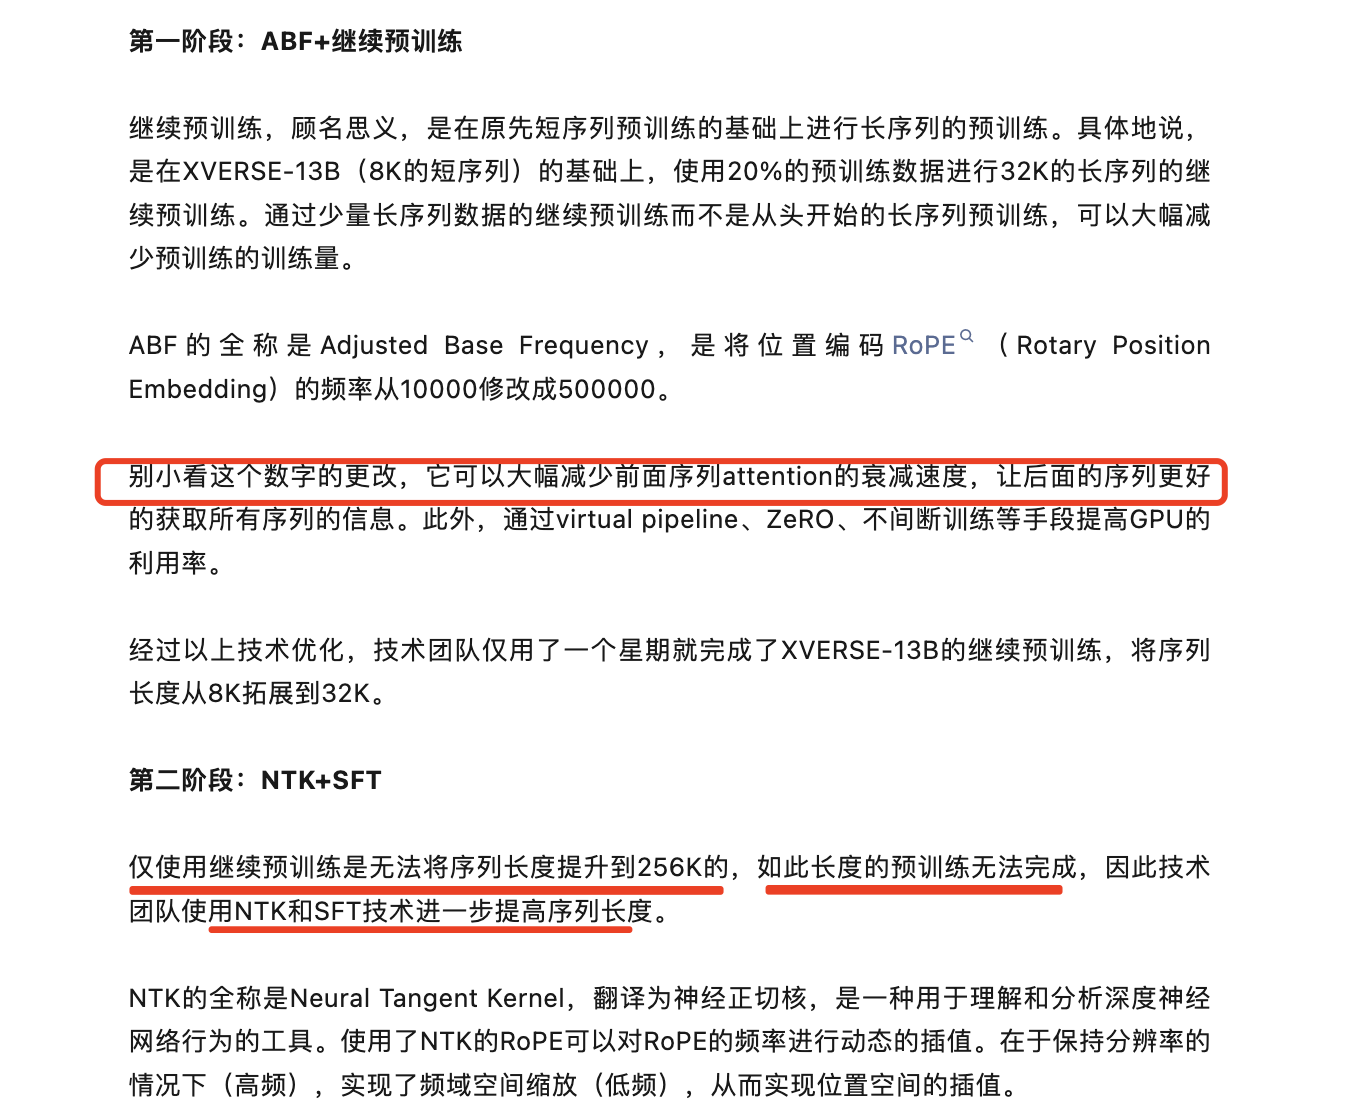 第一阶段：ABF+继续预训练
继续预训练，顾名思义，是在原先短序列预训练的基础上进行长序列的预训练。具体地说，
是在XVERSE-13B（8K的短序列）的基础上，使用20%的预训练数据进行32K的长序列的继
续预训练。通过少量长序列数据的继续预训练而不是从头开始的长序列预训练，可以大幅减
少预训练的训练量。
ABF的全称是Adjusted Base Frequency，是将位置编码RoPE（Rotary Position
Embedding）的频率从10000修改成500000。
别小看这个数字的更改，它可以大幅减少前面序列attention的衰减速度，让后面的序列更好
的获取所有序列的信息。此外，通过virtual pipeline、ZeRO、不间断训练等手段提高GPU的
利用率。
经过以上技术优化，技术团队仅用了一个星期就完成了XVERSE-13B的继续预训练，将序列
长度从8K拓展到32K。
第二阶段：NTK+SFT
仅使用继续预训练是无法将序列长度提升到256K的，如此长度的预训练无法完成，因此技术
团队使用NTK和SFT技术进一步提高序列长度。
NTK的全称是Neural Tangent Kernel，翻译为神经正切核，是一种用于理解和分析深度神经
网络行为的工具。使用了NTK的RoPE可以对RoPE的频率进行动态的插值。在于保持分辨率的
情况下（高频），实现了频域空间缩放（低频），从而实现位置空间的插值。